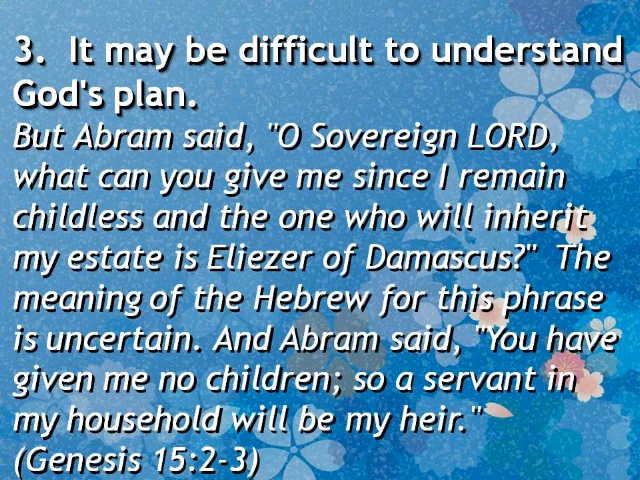 3.  It may be difficult to understand
God's plan.
But Abram said, "O Sovereign LORD,
what can you give me since I remain
childless and the one who will inherit
my estate is Eliezer of Damascus?"  The
meaning of the Hebrew for this phrase
is uncertain. And Abram said, "You have
given me no children; so a servant in
my household will be my heir."
(Genesis 15:2-3)